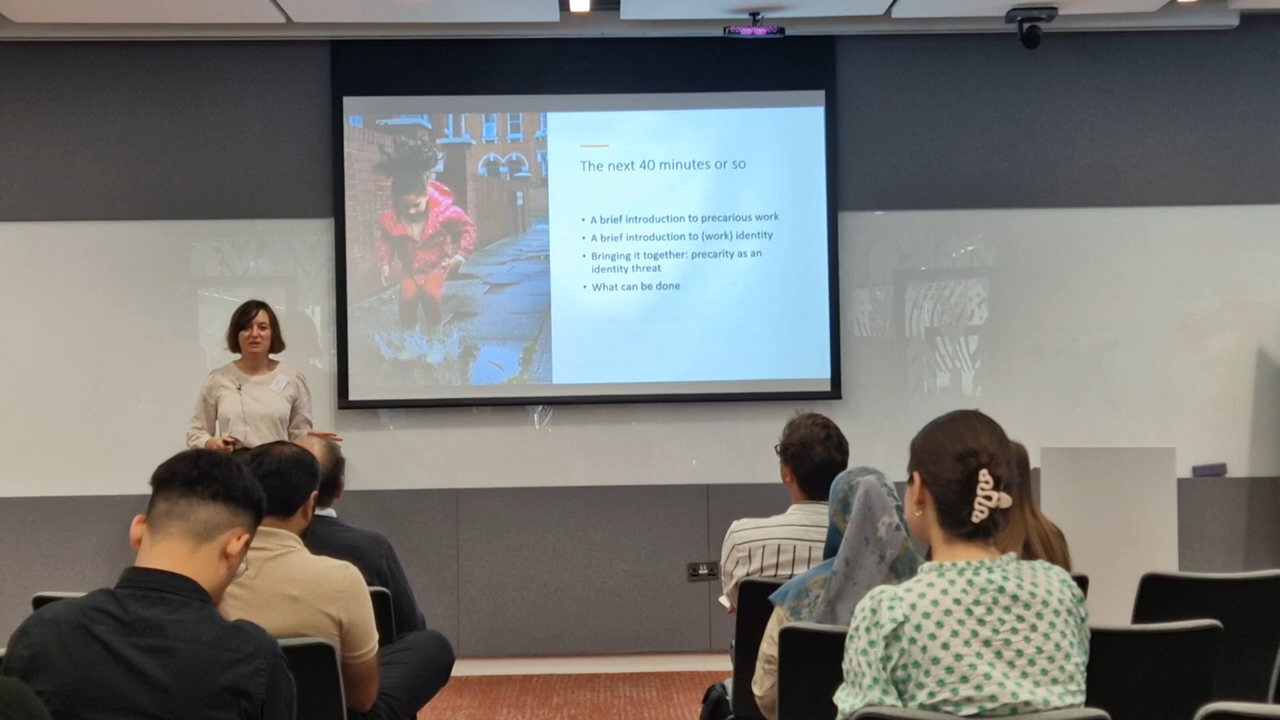 The next 40 minutes or so
• A brief introduction to precarious work
• A brief introduction to (work) identity
• Bringing it together: precarity as an
identity threat
• What can be done